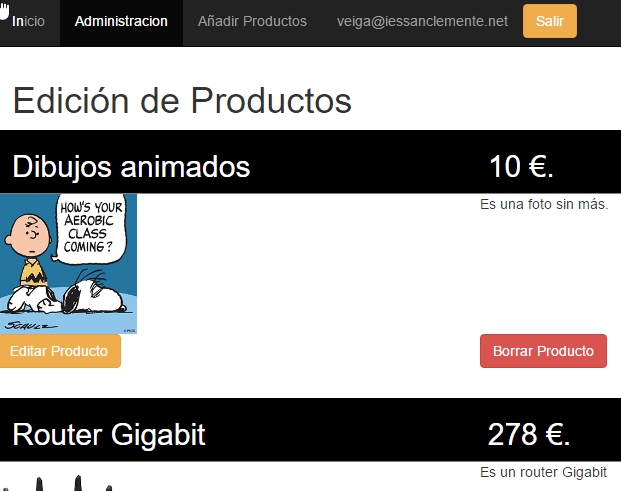 Inicio Administracion Añadir Productos veiga@iessanclemente.net Salir
Edición de Productos
Dibujos animados 10 €.
Es una foto sin más.
HOW'S YOUR
AEROBIC
CLASS
COMING?
SCHULZ
Editar Producto Borrar Producto
Router Gigabit 278 €.
Es un router Gigabit